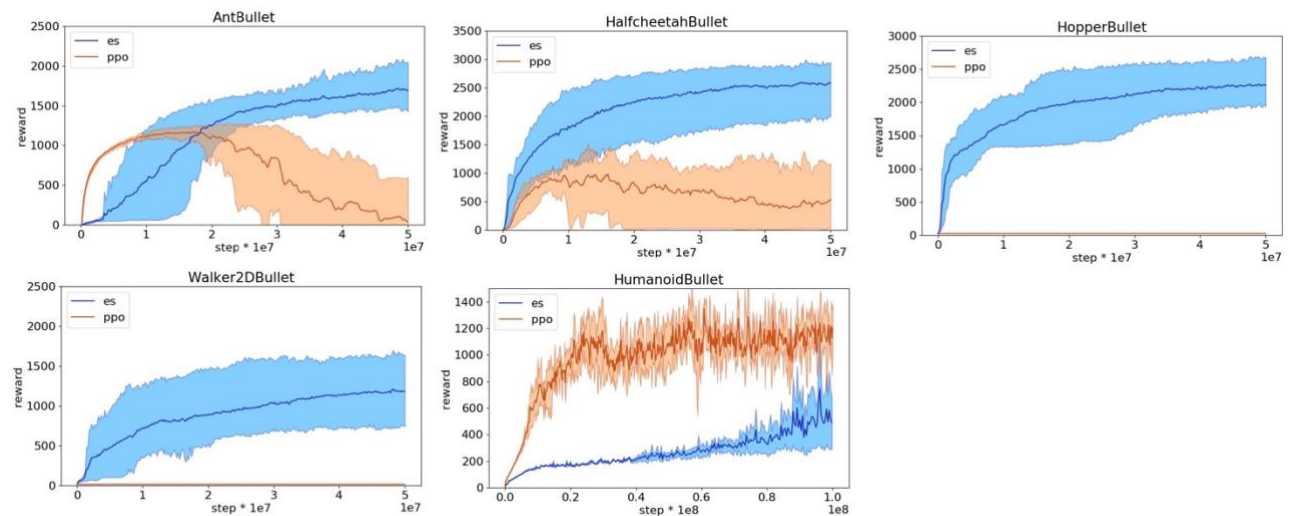 AntBullet
2500
2000
1500
1000
500
0
reward
es
ppo
0 1 2 3 4 5
step * 1e7
1e7
HalfcheetahBullet
3500
3000
2500
2000
1500
1000
500
0
reward
es
ppo
0 1 2 3 4 5
step * 1e7
1e7
HopperBullet
3000
2500
2000
1500
1000
500
0
reward
es
ppo
0 1 2 3 4 5
step * 1e7
1e7
Walker2DBullet
2500
2000
1500
1000
500
0
reward
es
ppo
0 1 2 3 4 5
step * 1e7
1e7
HumanoidBullet
1400
1200
1000
800
600
400
200
0
reward
es
ppo
0.0 0.2 0.4 0.6 0.8 1.0
step * 1e8
1e8